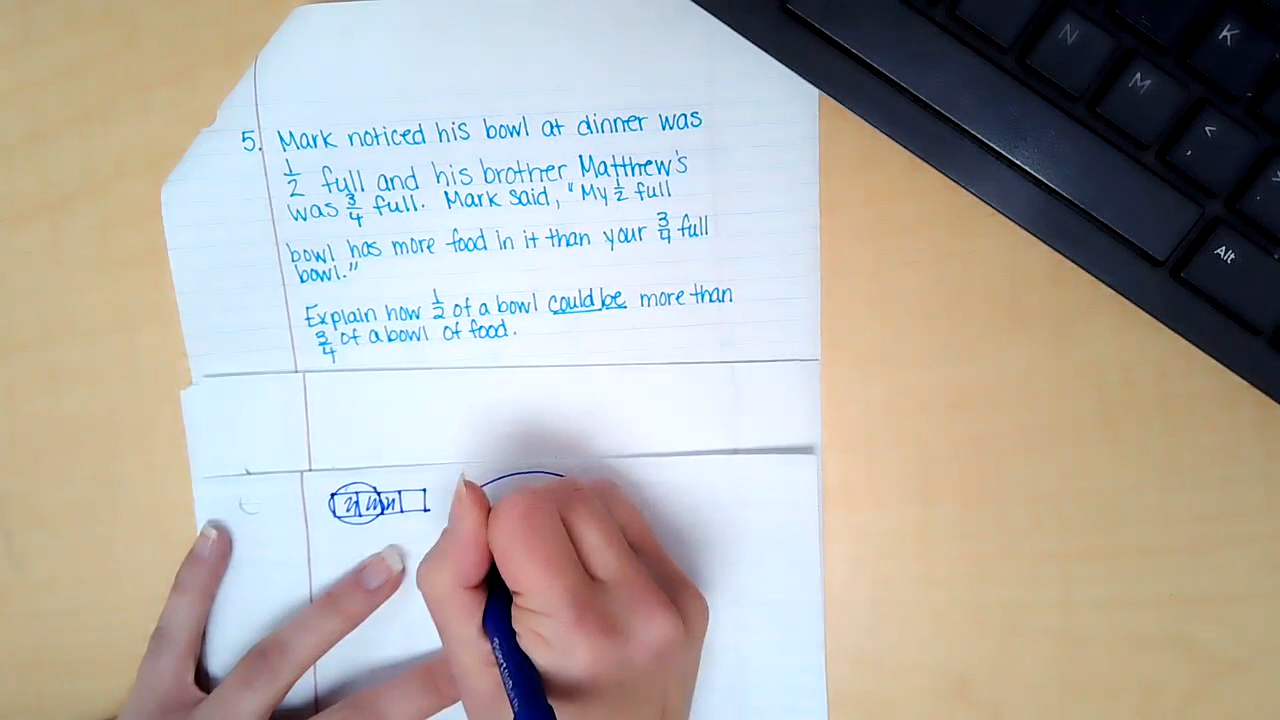 5. Mark noticed his bowl at dinner was
1/2 full and his brother Matthew's
was 3/4 full. Mark said, "My 1/2 full
bowl has more food in it than your 3/4 full
bowl."
Explain how 1/2 of a bowl could be more than
3/4 of a bowl of food.
N
M
K
<
,
Alt